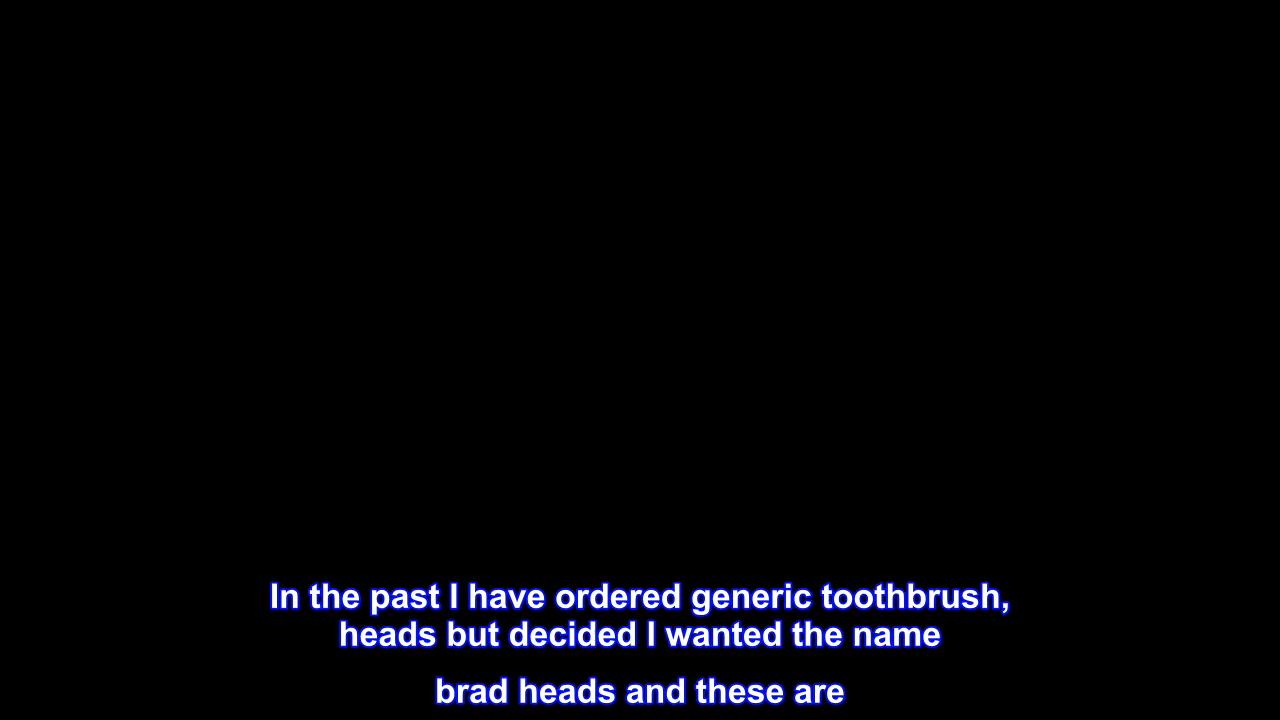 In the past I have ordered generic toothbrush,
heads but decided I wanted the name
brad heads and these are